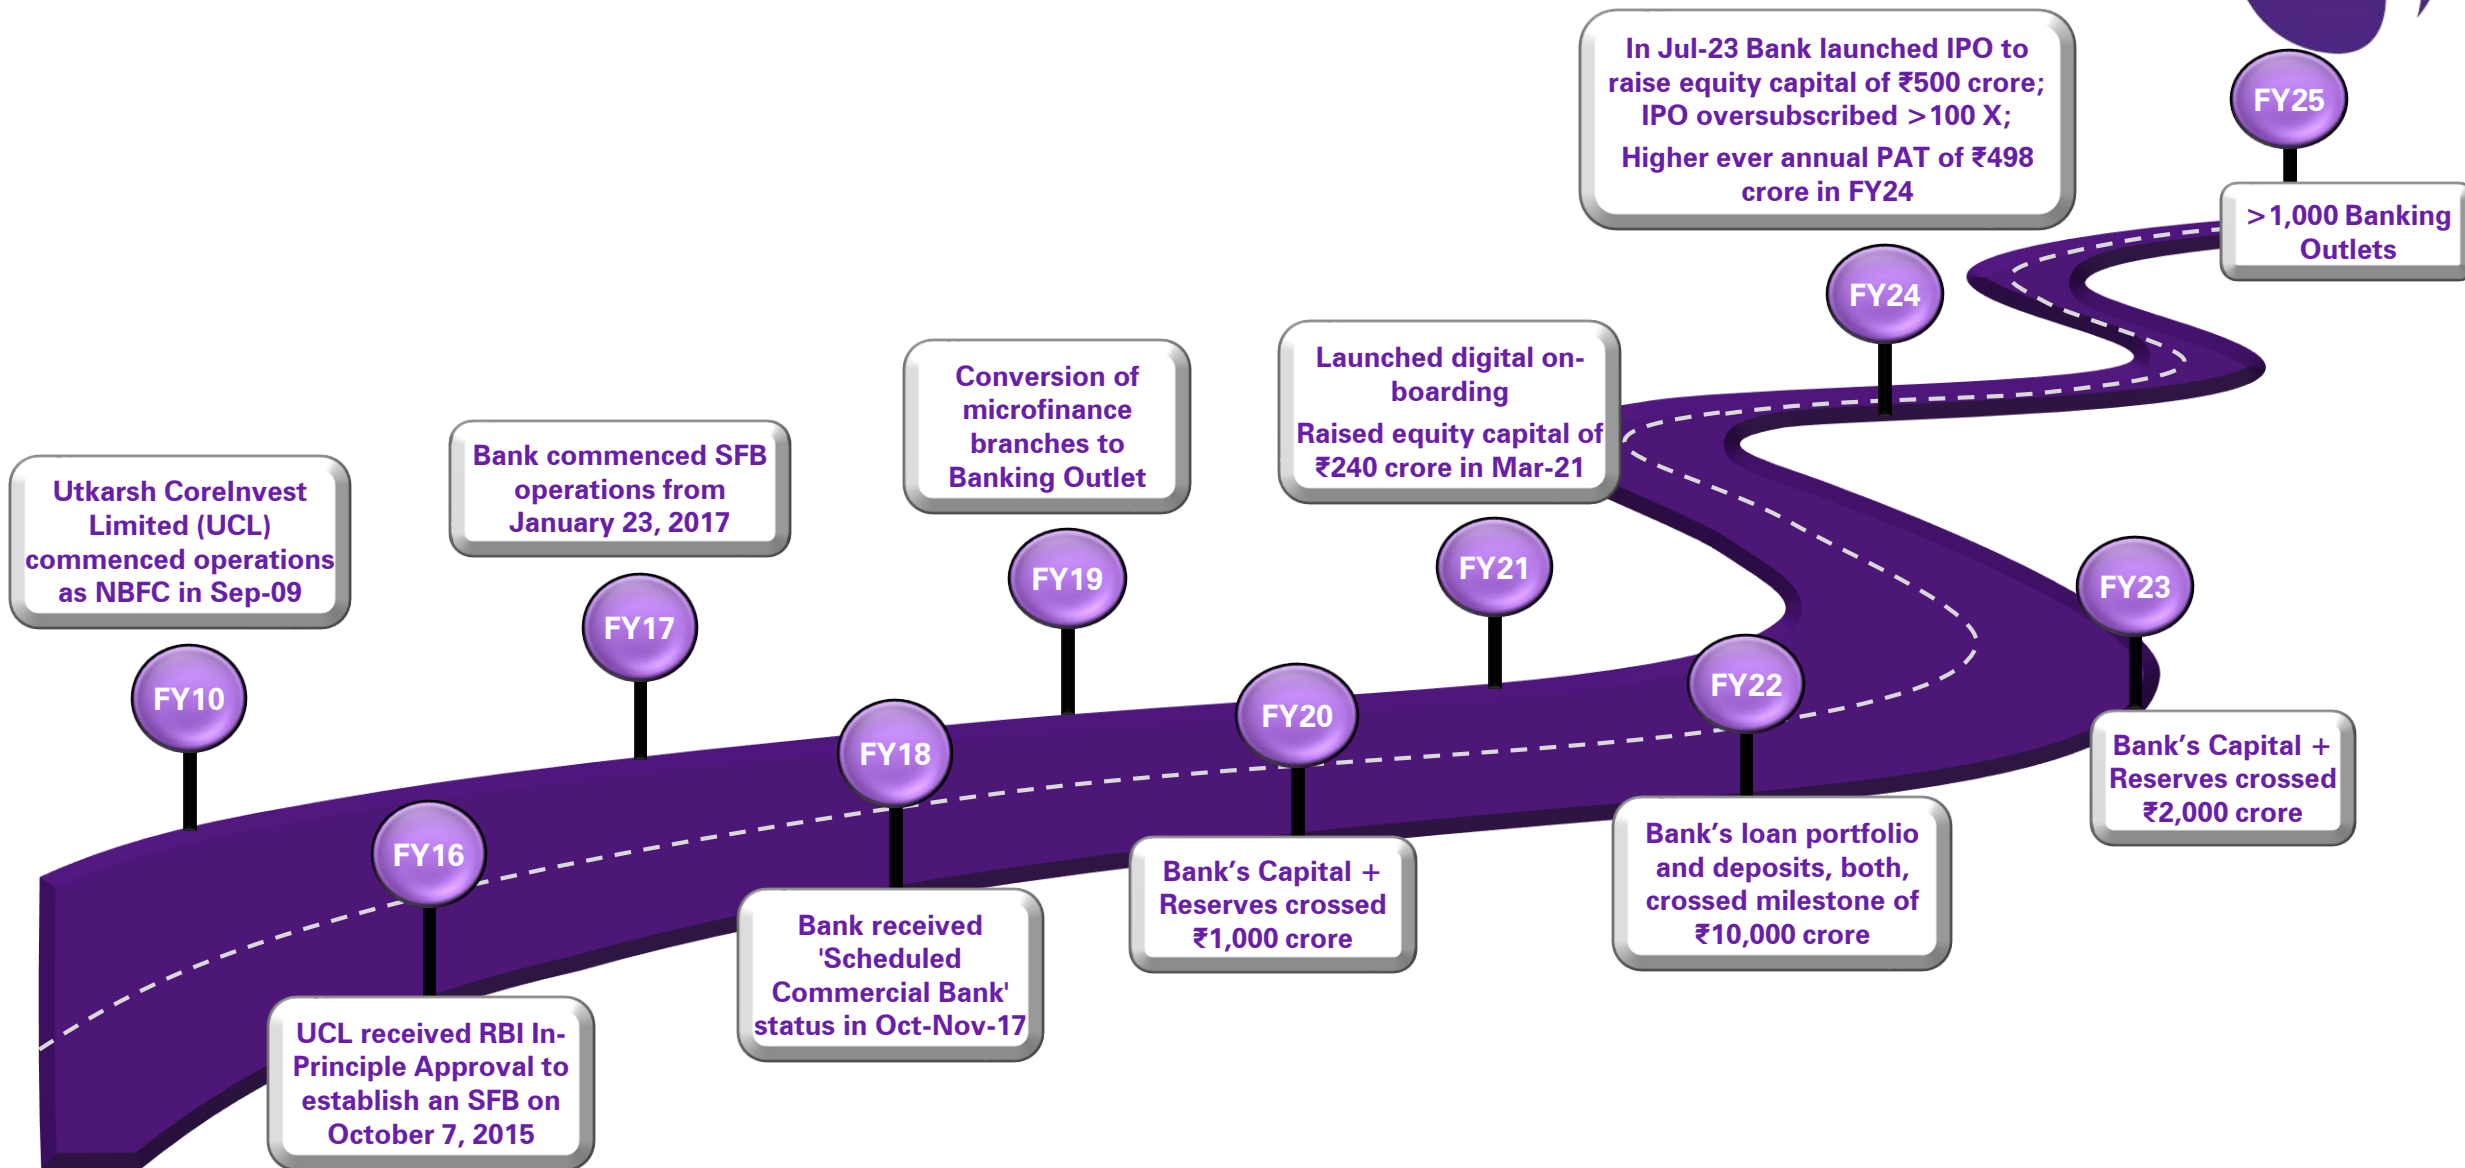 Utkarsh CoreInvest
Limited (UCL)
commenced operations
as NBFC in Sep-09
FY10
FY16
UCL received RBI In-
Principle Approval to
establish an SFB on
October 7, 2015
Bank commenced SFB
operations from
January 23, 2017
FY17
FY18
Bank received
'Scheduled
Commercial Bank'
status in Oct-Nov-17
Conversion of
microfinance
branches to
Banking Outlet
FY19
FY20
Bank’s Capital +
Reserves crossed
₹1,000 crore
Launched digital on-
boarding
Raised equity capital of
₹240 crore in Mar-21
FY21
FY22
Bank’s loan portfolio
and deposits, both,
crossed milestone of
₹10,000 crore
FY23
Bank’s Capital +
Reserves crossed
₹2,000 crore
In Jul-23 Bank launched IPO to
raise equity capital of ₹500 crore;
IPO oversubscribed >100 X;
Higher ever annual PAT of ₹498
crore in FY24
FY24
FY25
>1,000 Banking
Outlets